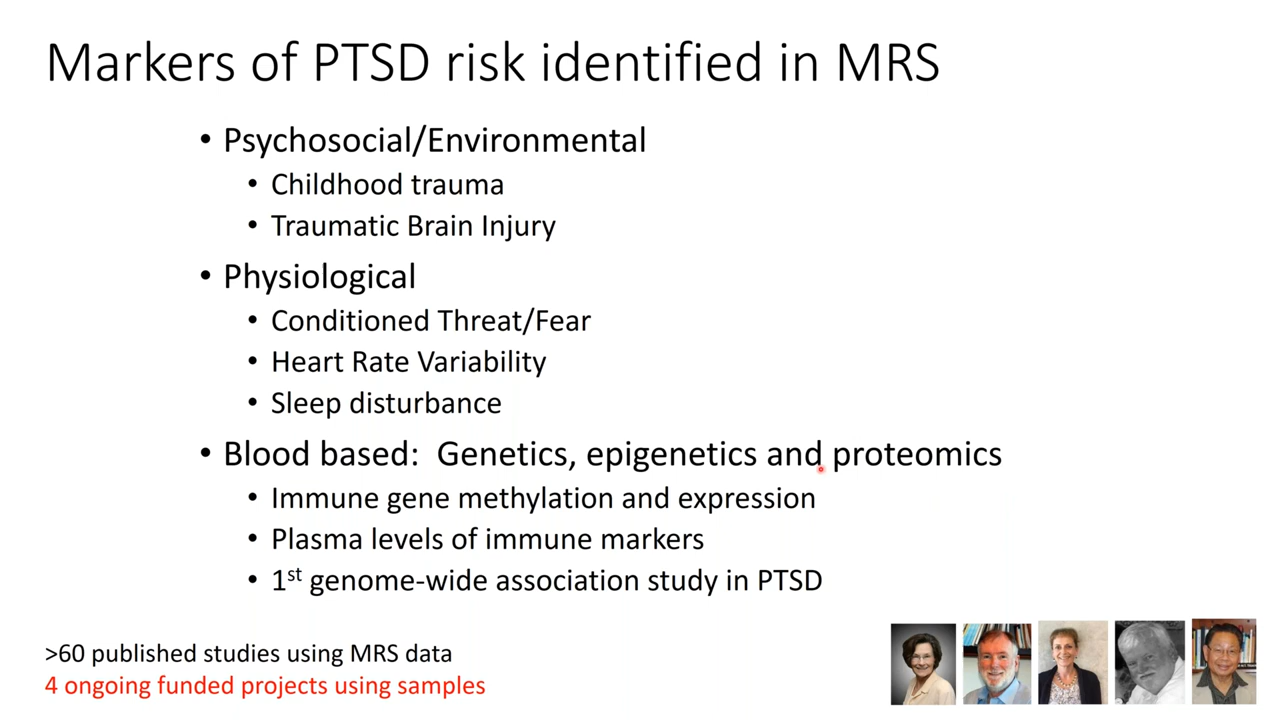 Markers of PTSD risk identified in MRS
• Psychosocial/Environmental
• Childhood trauma
• Traumatic Brain Injury
• Physiological
• Conditioned Threat/Fear
• Heart Rate Variability
• Sleep disturbance
• Blood based: Genetics, epigenetics and proteomics
• Immune gene methylation and expression
• Plasma levels of immune markers
• 1st genome-wide association study in PTSD
>60 published studies using MRS data
4 ongoing funded projects using samples